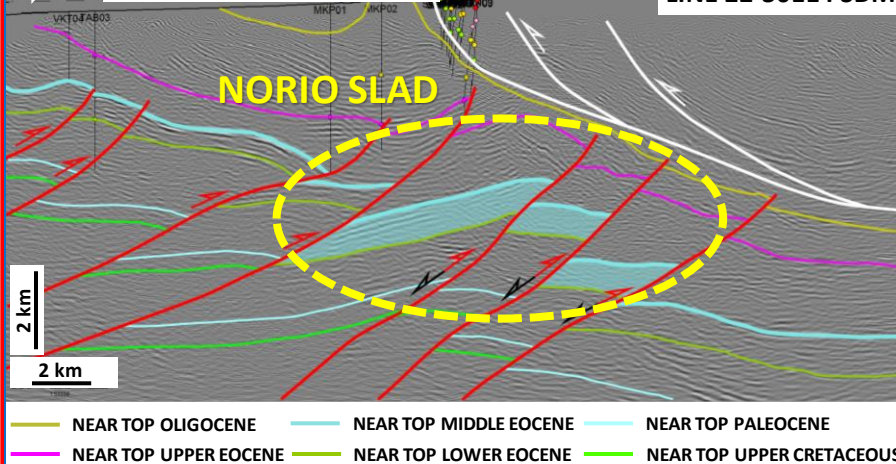 MKP01
MKP02
VKT04
TAB03
NORIO SLAD
2 km
2 km
NEAR TOP OLIGOCENE
NEAR TOP MIDDLE EOCENE
NEAR TOP PALEOCENE
NEAR TOP UPPER EOCENE
NEAR TOP LOWER EOCENE
NEAR TOP UPPER CRETACEOUS